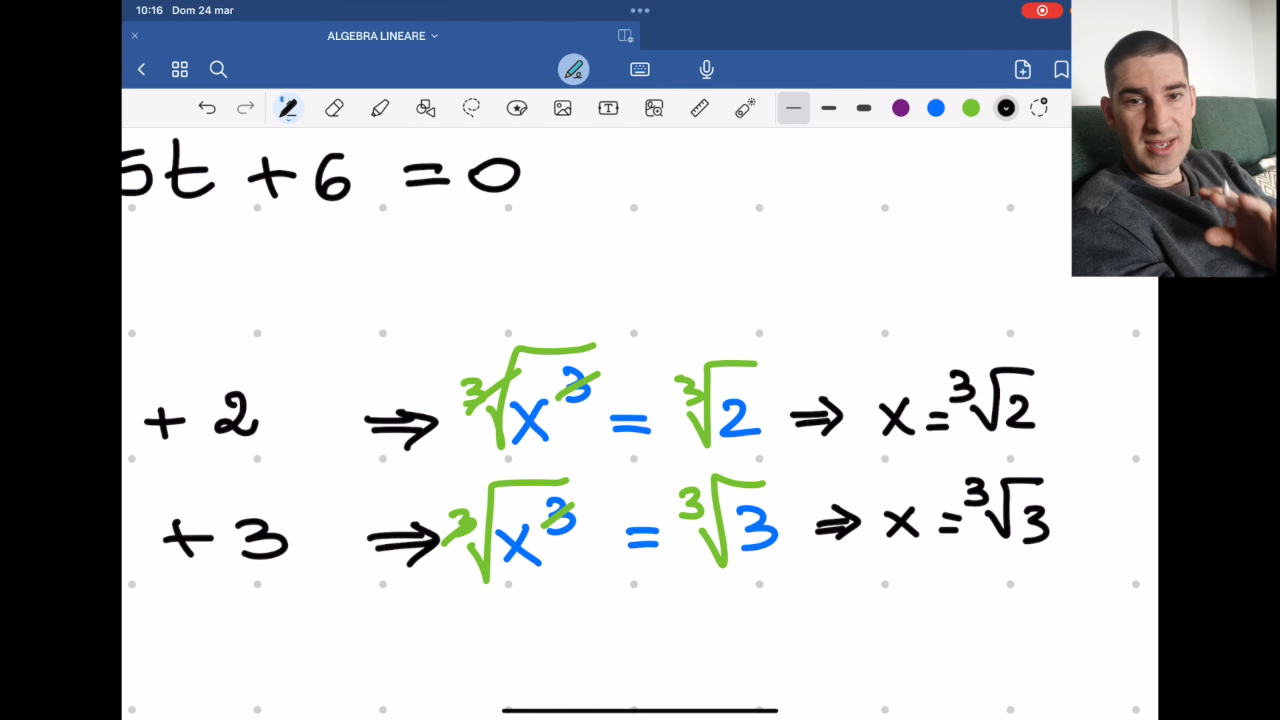 10:16 Dom 24 mar
ALGEBRA LINEARE
5t + 6 = 0
+ 2 ⇒ ∛x³ = ∛2 ⇒ x = ∛2
+ 3 ⇒ ∛x³ = ∛3 ⇒ x = ∛3